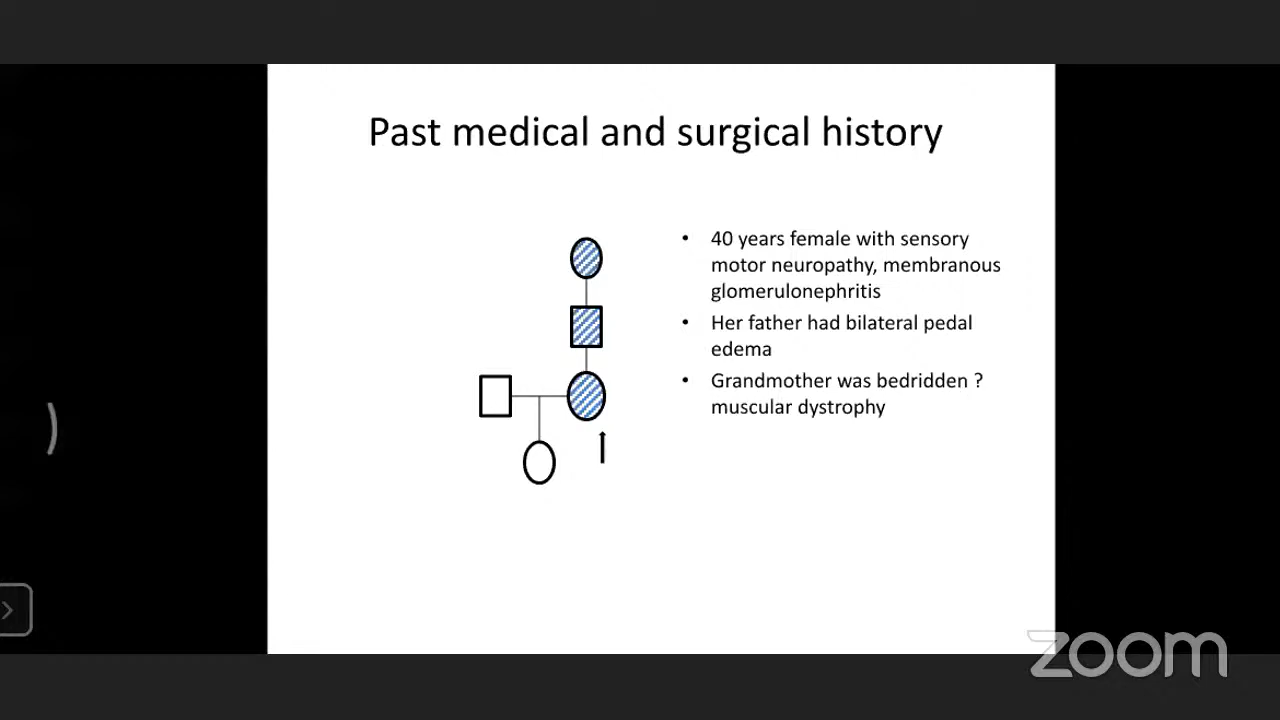 Past medical and surgical history
• 40 years female with sensory
motor neuropathy, membranous
glomerulonephritis
• Her father had bilateral pedal
edema
• Grandmother was bedridden ?
muscular dystrophy
zoom